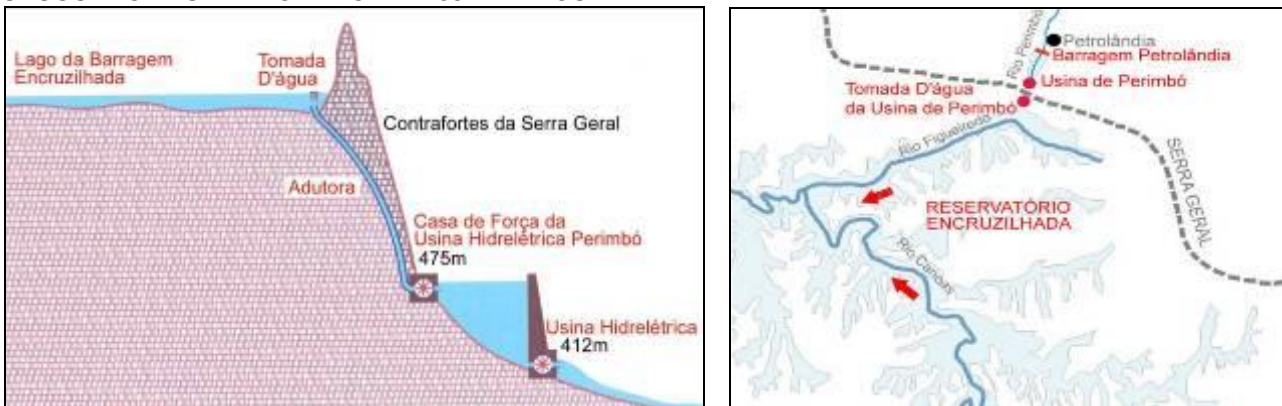 Lago da Barragem
Encruzilhada
Tomada
D'água
Contrafortes da Serra Geral
Adutora
Casa de Força da
Usina Hidrelétrica Perimbó
475m
Usina Hidrelétrica
412m
Rio Perimbó
Petrolândia
Barragem Petrolândia
Usina de Perimbó
Tomada D'água
da Usina de Perimbó
Rio Figueiredo
SERRA GERAL
RESERVATÓRIO
ENCRUZILHADA
Rio Canoas